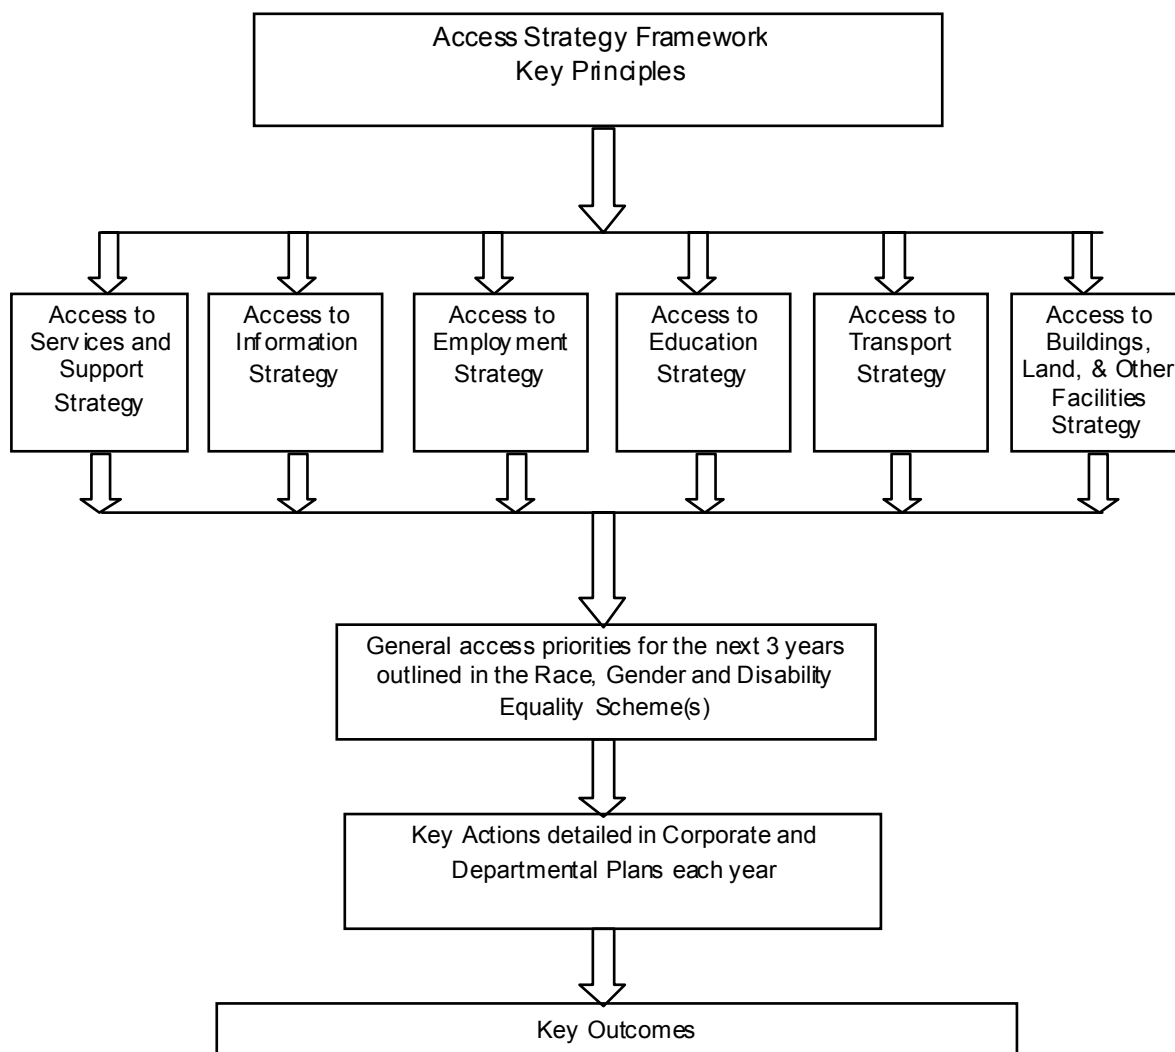 Access Strategy Framework
Key Principles
Access to
Services and
Support
Strategy
Access to
Information
Strategy
Access to
Employment
Strategy
Access to
Education
Strategy
Access to
Transport
Strategy
Access to
Buildings,
Land, & Other
Facilities
Strategy
General access priorities for the next 3 years
outlined in the Race, Gender and Disability
Equality Scheme(s)
Key Actions detailed in Corporate and
Departmental Plans each year
Key Outcomes